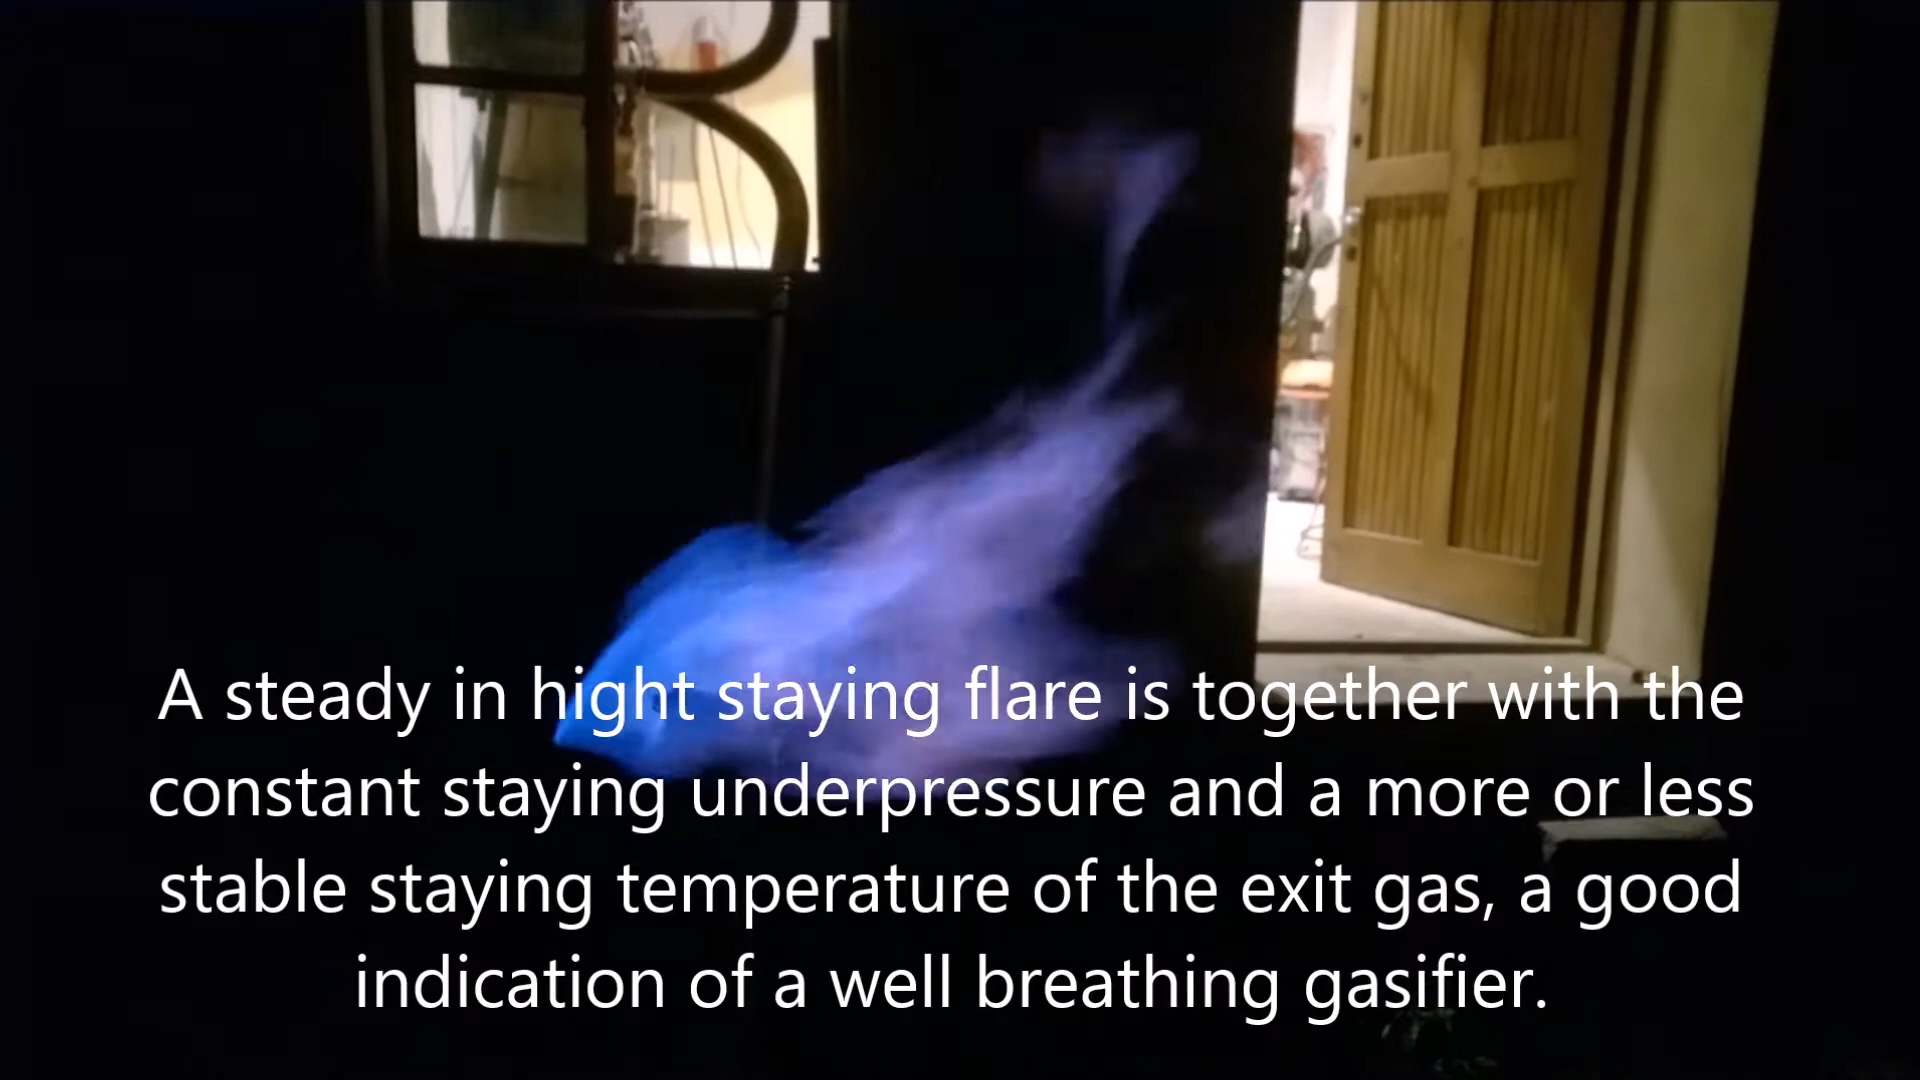 A steady in hight staying flare is together with the
constant staying underpressure and a more or less
stable staying temperature of the exit gas, a good
indication of a well breathing gasifier.